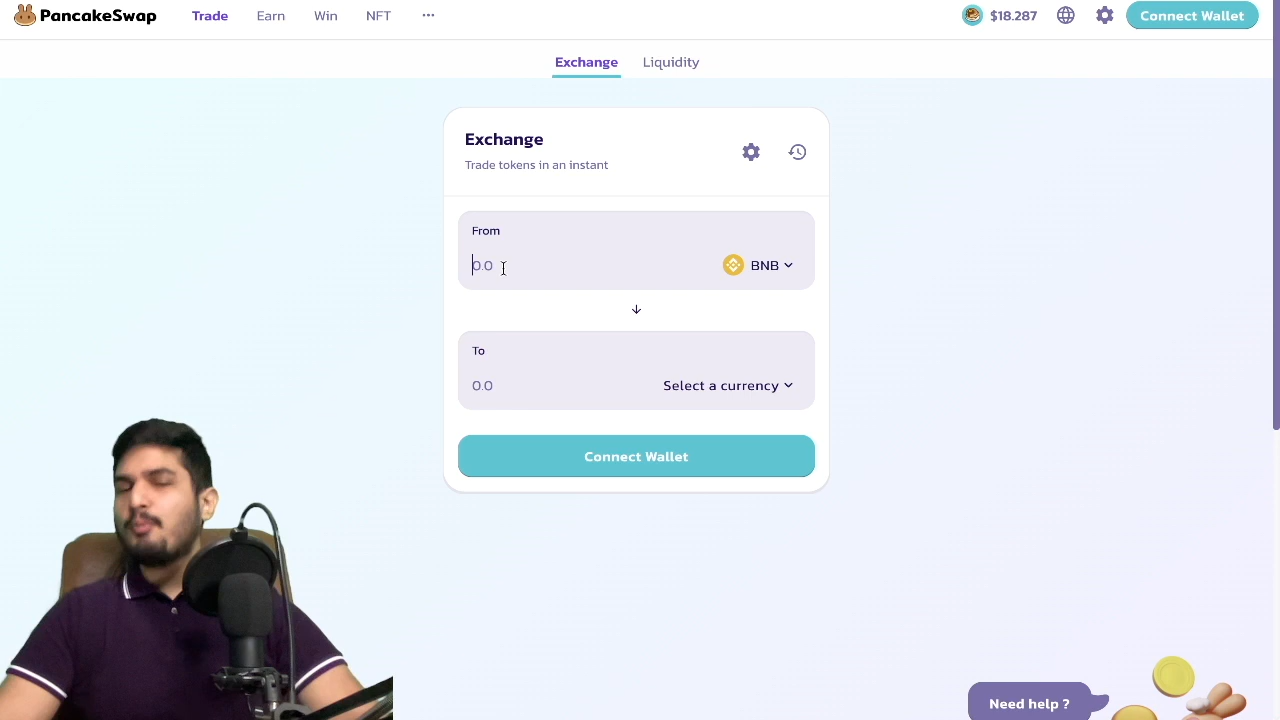 PancakeSwap Trade Earn Win NFT $18.287 Connect Wallet
Exchange Liquidity
Exchange
Trade tokens in an instant
From
0.0 BNB
To
0.0 Select a currency
Connect Wallet
Need help ?